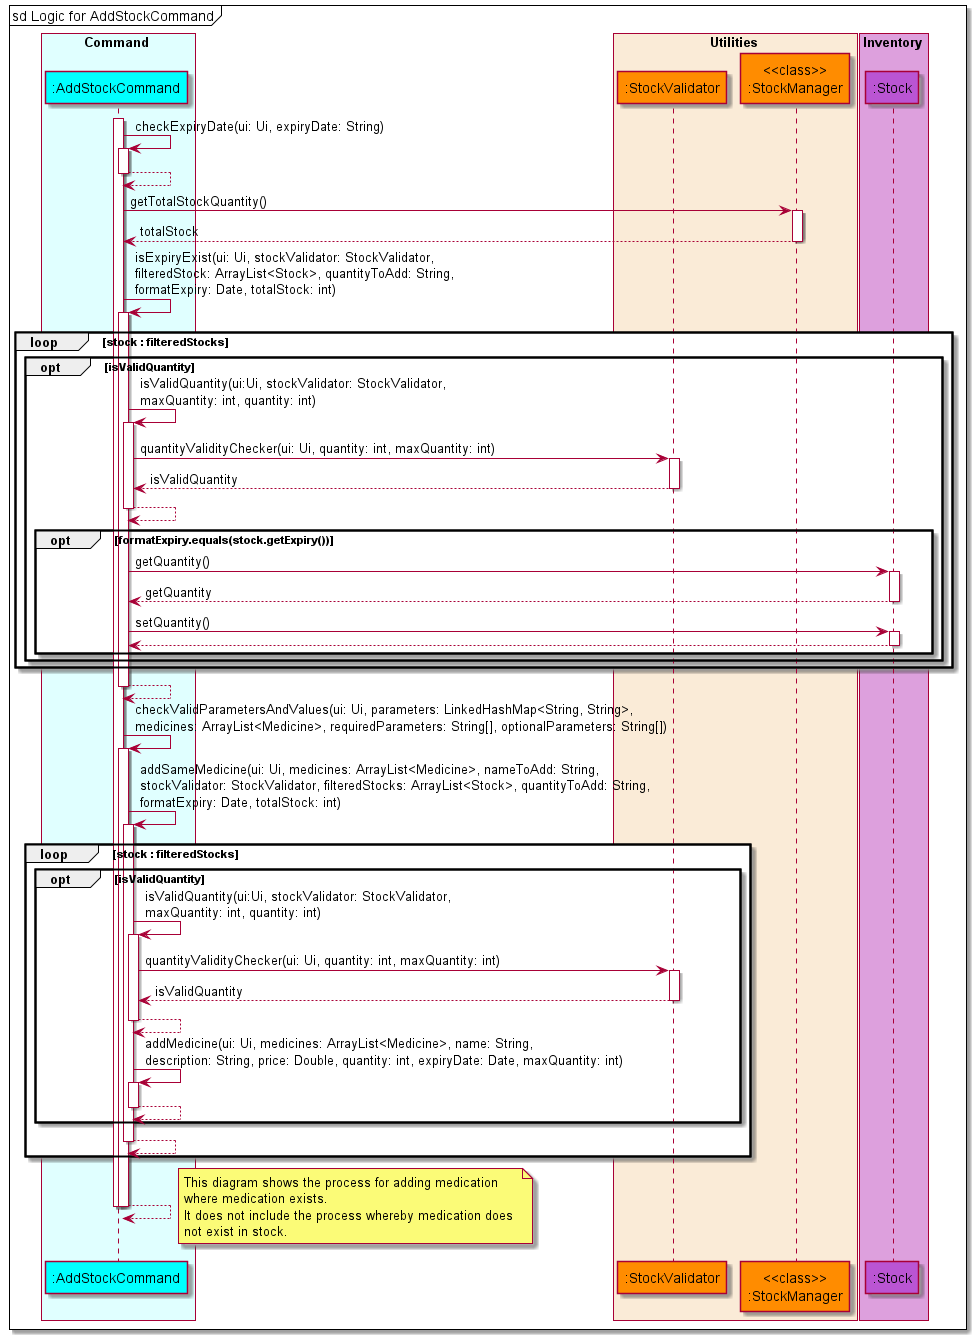 sd Logic for AddStockCommand
Command
Utilities
Inventory
:AddStockCommand
:StockValidator
<<class>>
:StockManager
:Stock
checkExpiryDate(ui: Ui, expiryDate: String)
getTotalStockQuantity()
totalStock
isExpiryExist(ui: Ui, stockValidator: StockValidator,
filteredStock: ArrayList<Stock>, quantityToAdd: String,
formatExpiry: Date, totalStock: int)
loop [stock : filteredStocks]
opt [isValidQuantity]
isValidQuantity(ui:Ui, stockValidator: StockValidator,
maxQuantity: int, quantity: int)
quantityValidityChecker(ui: Ui, quantity: int, maxQuantity: int)
isValidQuantity
opt [formatExpiry.equals(stock.getExpiry())]
getQuantity()
getQuantity
setQuantity()
checkValidParametersAndValues(ui: Ui, parameters: LinkedHashMap<String, String>,
medicines: ArrayList<Medicine>, requiredParameters: String[], optionalParameters: String[])
addSameMedicine(ui: Ui, medicines: ArrayList<Medicine>, nameToAdd: String,
stockValidator: StockValidator, filteredStocks: ArrayList<Stock>, quantityToAdd: String,
formatExpiry: Date, totalStock: int)
loop [stock : filteredStocks]
opt [isValidQuantity]
isValidQuantity(ui:Ui, stockValidator: StockValidator,
maxQuantity: int, quantity: int)
quantityValidityChecker(ui: Ui, quantity: int, maxQuantity: int)
isValidQuantity
addMedicine(ui: Ui, medicines: ArrayList<Medicine>, name: String,
description: String, price: Double, quantity: int, expiryDate: Date, maxQuantity: int)
This diagram shows the process for adding medication
where medication exists.
It does not include the process whereby medication does
not exist in stock.
:AddStockCommand
:StockValidator
<<class>>
:StockManager
:Stock